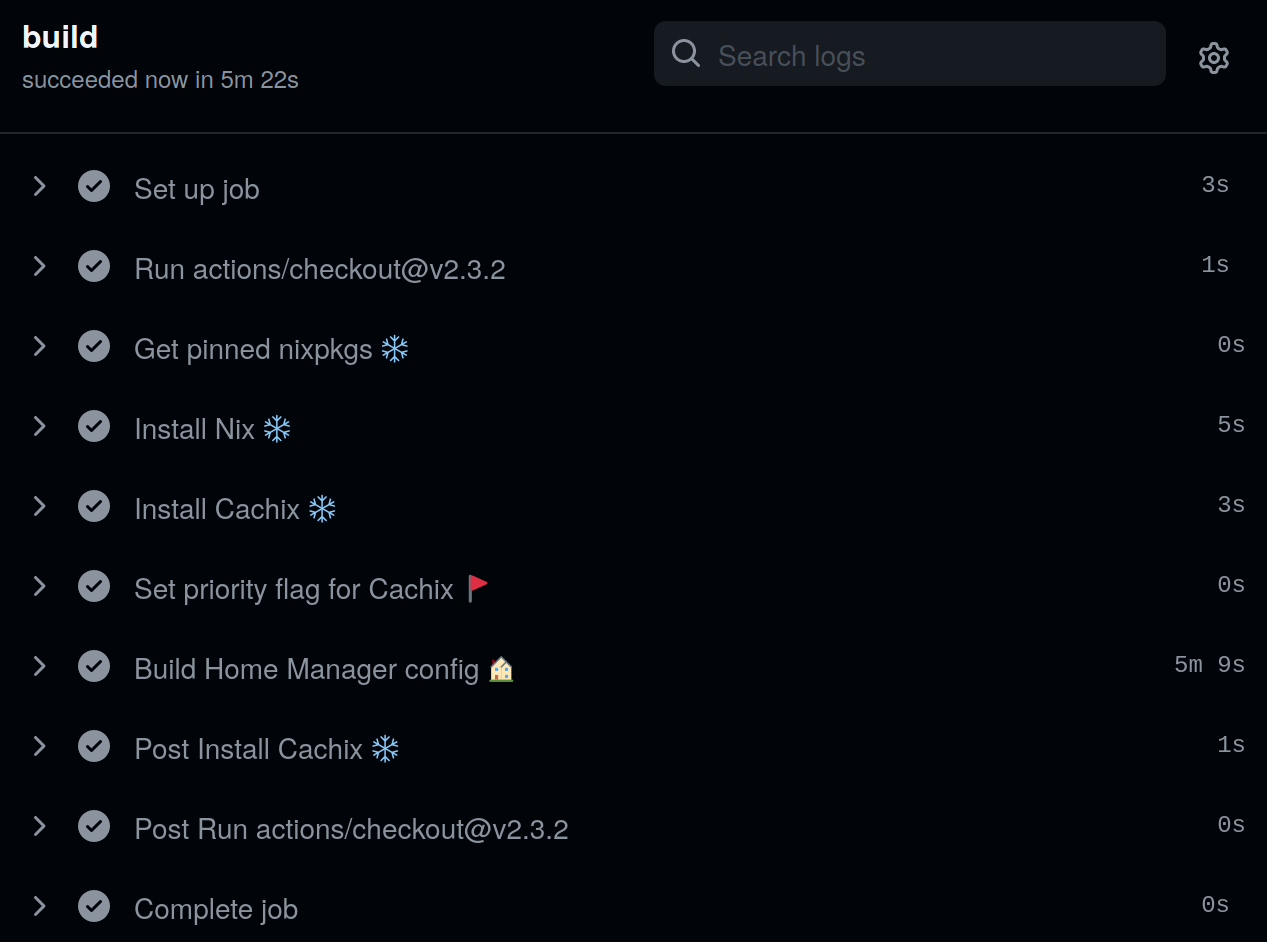 build
succeeded now in 5m 22s
Search logs
Set up job 3s
Run actions/checkout@v2.3.2 1s
Get pinned nixpkgs ❄️ 0s
Install Nix ❄️ 5s
Install Cachix ❄️ 3s
Set priority flag for Cachix 🚩 0s
Build Home Manager config 🏠 5m 9s
Post Install Cachix ❄️ 1s
Post Run actions/checkout@v2.3.2 0s
Complete job 0s